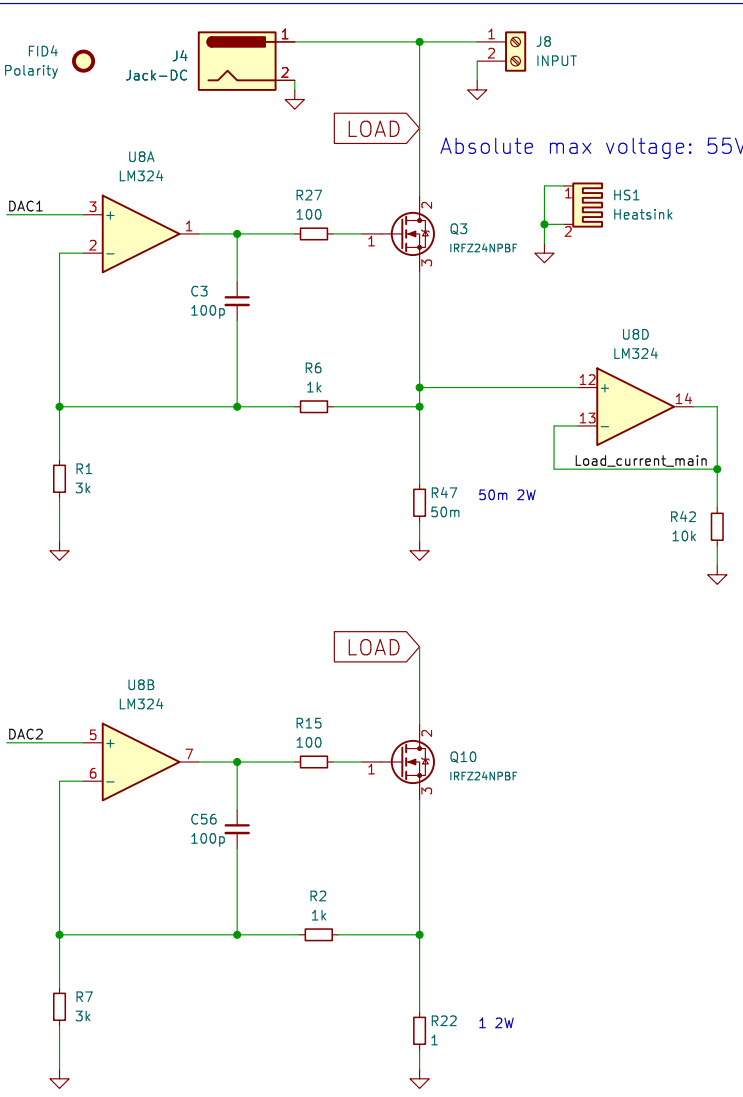 FID4
Polarity
J4
Jack-DC
1
2
1
2
J8
INPUT
LOAD
Absolute max voltage: 55V
U8A
LM324
DAC1
3
+
2
−
1
R27
100
1
2
3
Q3
IRFZ24NPBF
1
2
HS1
Heatsink
C3
100p
R6
1k
U8D
LM324
12
+
13
−
14
Load_current_main
R1
3k
R47
50m
50m 2W
R42
10k
LOAD
U8B
LM324
DAC2
5
+
6
−
7
R15
100
1
2
3
Q10
IRFZ24NPBF
C56
100p
R2
1k
R7
3k
R22
1
1 2W